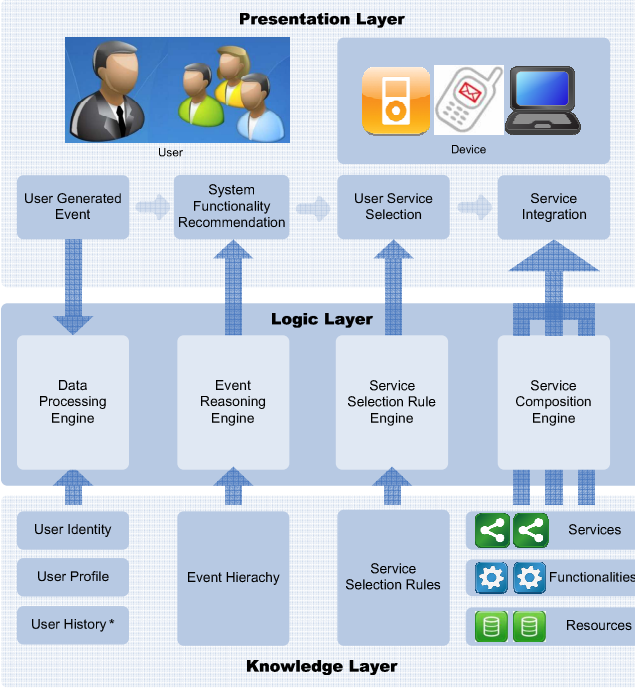 Presentation Layer
User
Device
User Generated
Event
System
Functionality
Recommendation
User Service
Selection
Service
Integration
Logic Layer
Data
Processing
Engine
Event
Reasoning
Engine
Service
Selection Rule
Engine
Service
Composition
Engine
User Identity
User Profile
User History *
Event Hierachy
Service
Selection Rules
Services
Functionalities
Resources
Knowledge Layer